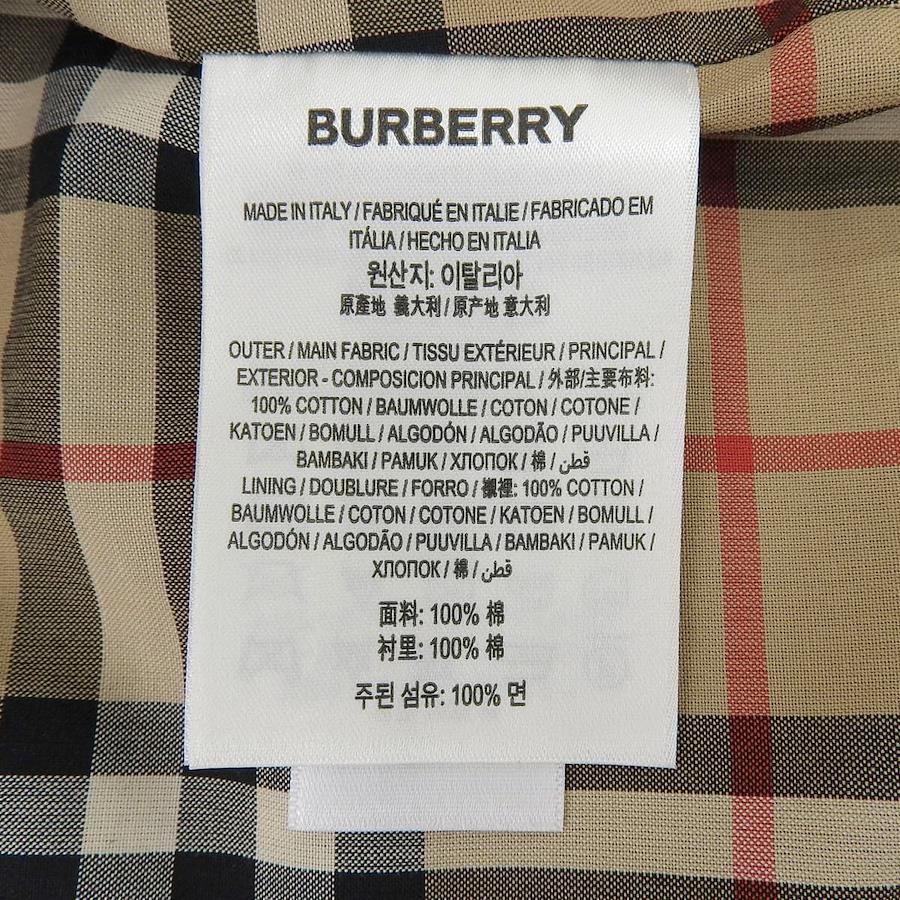 BURBERRY
MADE IN ITALY / FABRIQUÉ EN ITALIE / FABRICADO EM
ITÁLIA / HECHO EN ITALIA
원산지: 이탈리아
原產地 義大利 / 原产地 意大利
OUTER / MAIN FABRIC / TISSU EXTÉRIEUR / PRINCIPAL /
EXTERIOR - COMPOSICION PRINCIPAL / 外部/主要布料:
100% COTTON / BAUMWOLLE / COTON / COTONE /
KATOEN / BOMULL / ALGODÓN / ALGODÃO / PUUVILLA /
BAMBAKI / PAMUK / ХЛОПОК / 棉 / قطن
LINING / DOUBLURE / FORRO / 襯裡: 100% COTTON /
BAUMWOLLE / COTON / COTONE / KATOEN / BOMULL /
ALGODÓN / ALGODÃO / PUUVILLA / BAMBAKI / PAMUK /
ХЛОПОК / 棉 / قطن
面料: 100% 棉
衬里: 100% 棉
주된 섬유: 100% 면